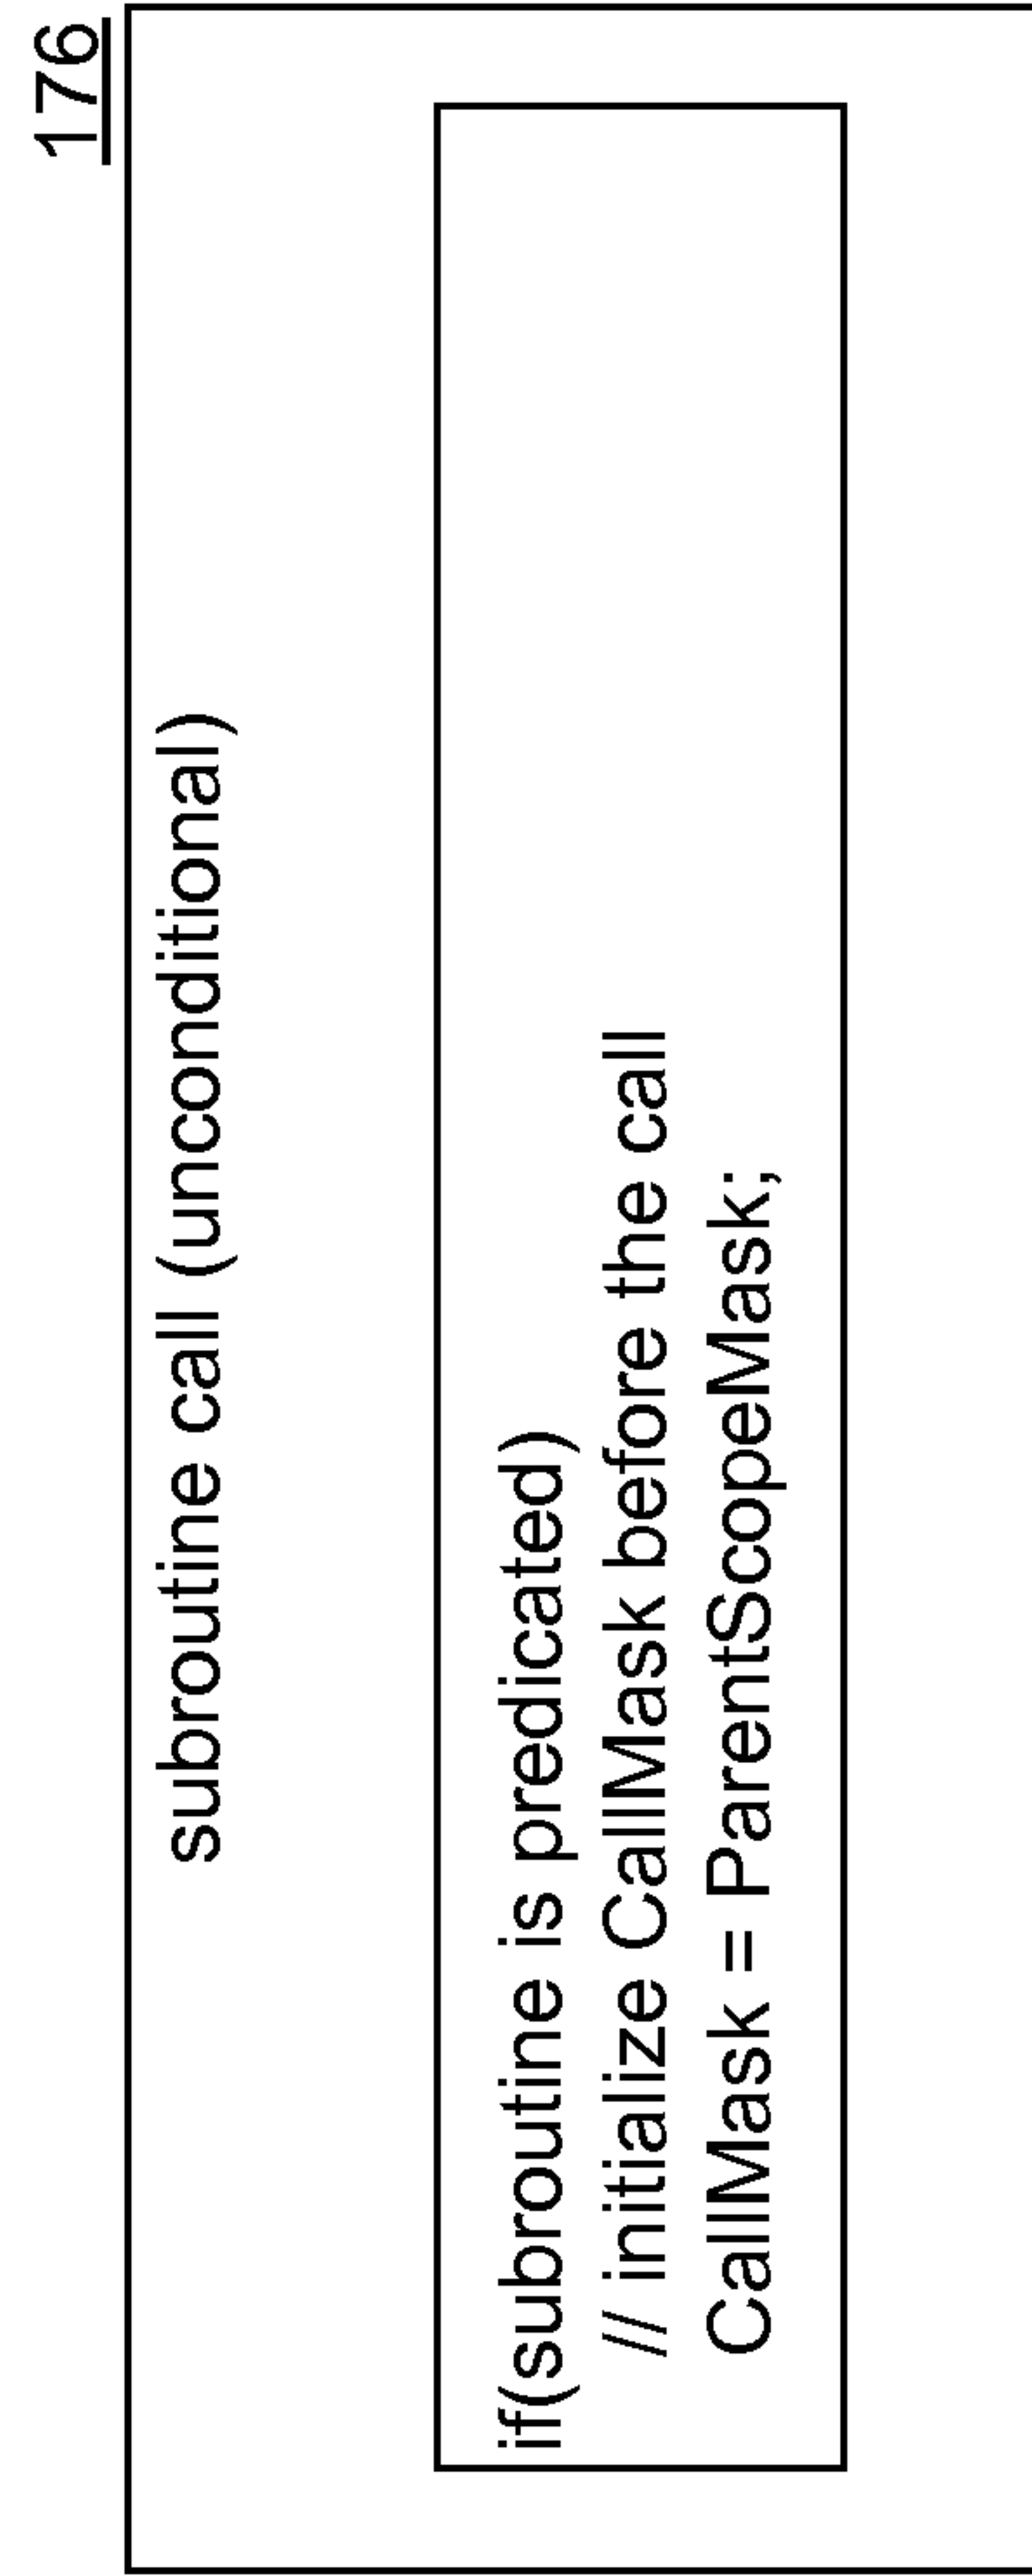 176
subroutine call (unconditional)
if(subroutine is predicated)
// initialize CallMask before the call
CallMask = ParentScopeMask;